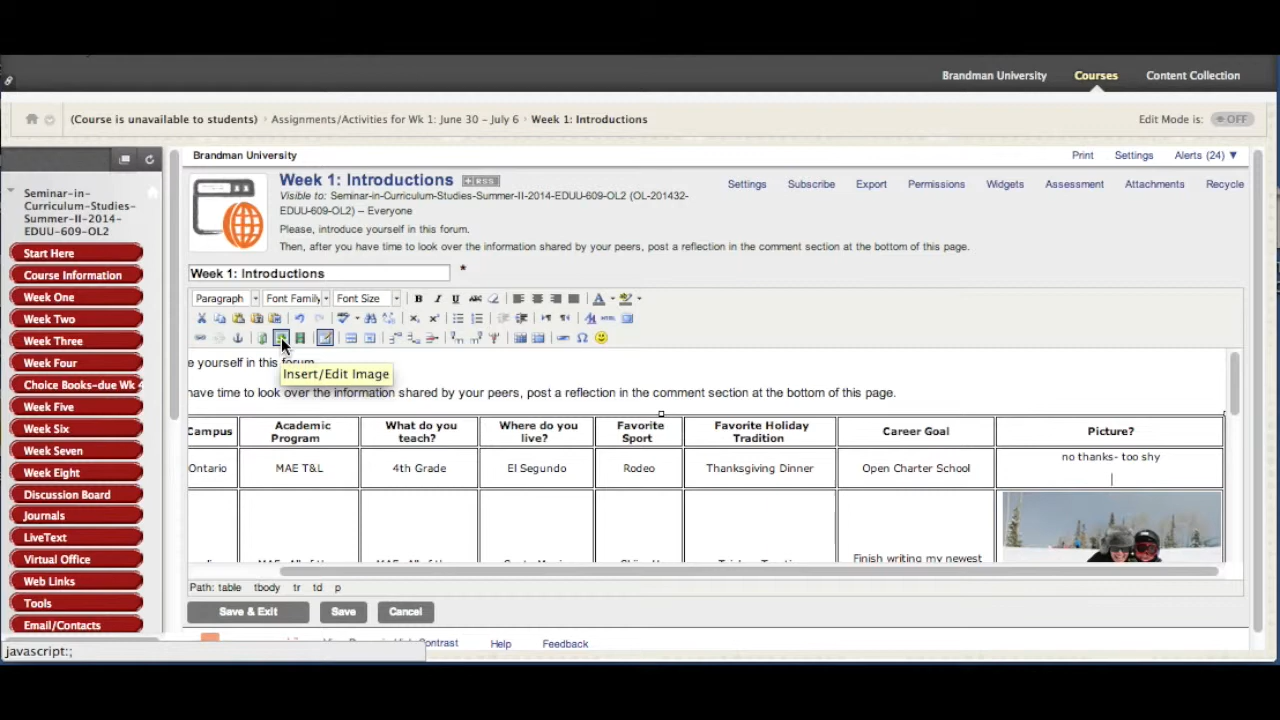 Brandman University Courses Content Collection
(Course is unavailable to students) Assignments/Activities for Wk 1: June 30 – July 6 Week 1: Introductions Edit Mode is: OFF
Seminar-in-
Curriculum-Studies-
Summer-II-2014-
EDUU-609-OL2
Start Here
Course Information
Week One
Week Two
Week Three
Week Four
Choice Books-due Wk 4
Week Five
Week Six
Week Seven
Week Eight
Discussion Board
Journals
LiveText
Virtual Office
Web Links
Tools
Email/Contacts
javascript:;
Brandman University Print Settings Alerts (24)
Week 1: Introductions RSS
Settings Subscribe Export Permissions Widgets Assessment Attachments Recycle
Visible to: Seminar-in-Curriculum-Studies-Summer-II-2014-EDUU-609-OL2 (OL-201432-
EDUU-609-OL2) – Everyone
Please, introduce yourself in this forum.
Then, after you have time to look over the information shared by your peers, post a reflection in the comment section at the bottom of this page.
Week 1: Introductions *
Paragraph Font Family Font Size B I U ABC
HTML
e yourself in this forum.
Insert/Edit Image
have time to look over the information shared by your peers, post a reflection in the comment section at the bottom of this page.
Campus
Academic
Program
What do you
teach?
Where do you
live?
Favorite
Sport
Favorite Holiday
Tradition
Career Goal
Picture?
Ontario
MAE T&L
4th Grade
El Segundo
Rodeo
Thanksgiving Dinner
Open Charter School
no thanks- too shy
Finish writing my newest
Path: table tbody tr td p
Save & Exit Save Cancel
Contrast Help Feedback